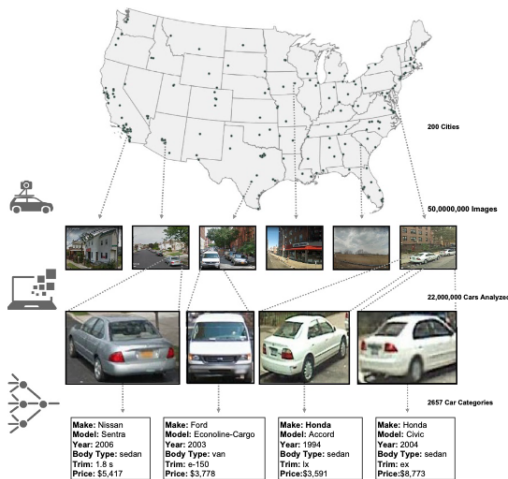 200 Cities
50,0000,000 Images
22,000,000 Cars Analyzed
2657 Car Categories
Make: Nissan
Model: Sentra
Year: 2006
Body Type: sedan
Trim: 1.8 s
Price: $5,417
Make: Ford
Model: Econoline-Cargo
Year: 2003
Body Type: van
Trim: e-150
Price: $3,778
Make: Honda
Model: Accord
Year: 1994
Body Type: sedan
Trim: lx
Price:$3,591
Make: Honda
Model: Civic
Year: 2004
Body Type: sedan
Trim: ex
Price: $8,773